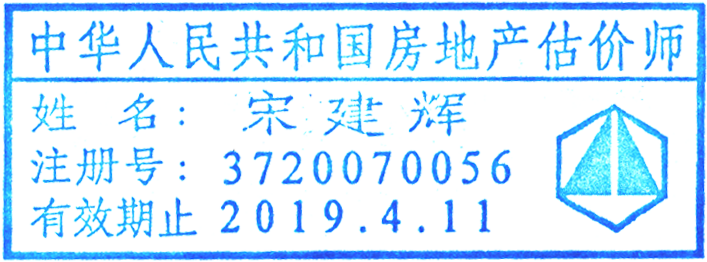 中华人民共和国房地产估价师
姓 名: 宋建辉
注册号: 3720070056
有效期止 2019.4.11